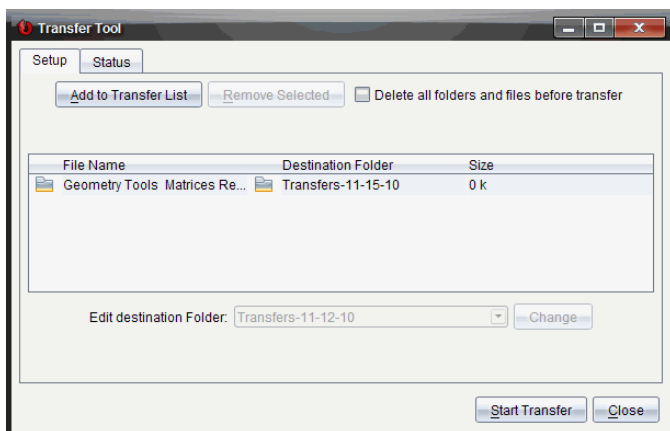 Transfer Tool
Setup Status
Add to Transfer List Remove Selected Delete all folders and files before transfer
File Name Destination Folder Size
Geometry Tools Matrices Re... Transfers-11-15-10 0 k
Edit destination Folder: Transfers-11-12-10 Change
Start Transfer Close